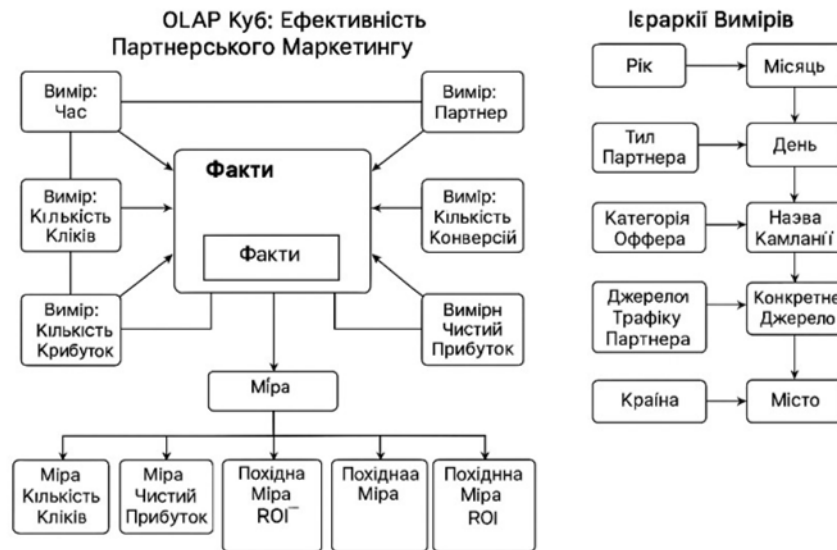 OLAP Куб: Ефективність
Партнерського Маркетингу
Вимір:
Час
Вимір:
Партнер
Факти
Вимір:
Кількість
Кліків
Вимір:
Кількість
Конверсій
Факти
Вимір:
Кількість
Крибуток
Вимірн
Чистий
Прибуток
Міра
Міра
Кількість
Кліків
Міра
Чистий
Прибуток
Похідна
Міра
ROI
Похіднаа
Міра
Похіднна
Міра
ROI
Ієраркії Вимірів
Рік
Місяць
Тил
Партнера
День
Категорія
Оффера
Назва
Камланії
Джерелоі
Трафіку
Партнера
Конкретне
Джерело
Країна
Місто